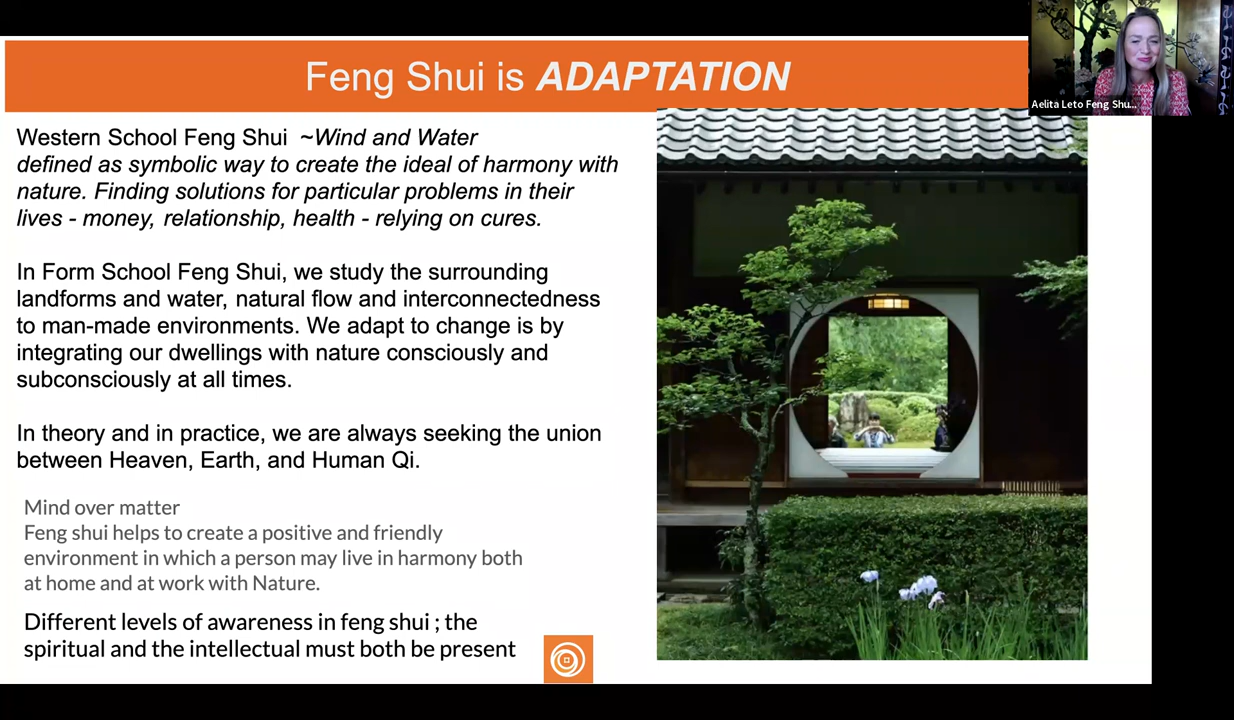 Feng Shui is ADAPTATION
Aelita Leto Feng Shu...
Western School Feng Shui ~Wind and Water
defined as symbolic way to create the ideal of harmony with
nature. Finding solutions for particular problems in their
lives - money, relationship, health - relying on cures.
In Form School Feng Shui, we study the surrounding
landforms and water, natural flow and interconnectedness
to man-made environments. We adapt to change is by
integrating our dwellings with nature consciously and
subconsciously at all times.
In theory and in practice, we are always seeking the union
between Heaven, Earth, and Human Qi.
Mind over matter
Feng shui helps to create a positive and friendly
environment in which a person may live in harmony both
at home and at work with Nature.
Different levels of awareness in feng shui ; the
spiritual and the intellectual must both be present